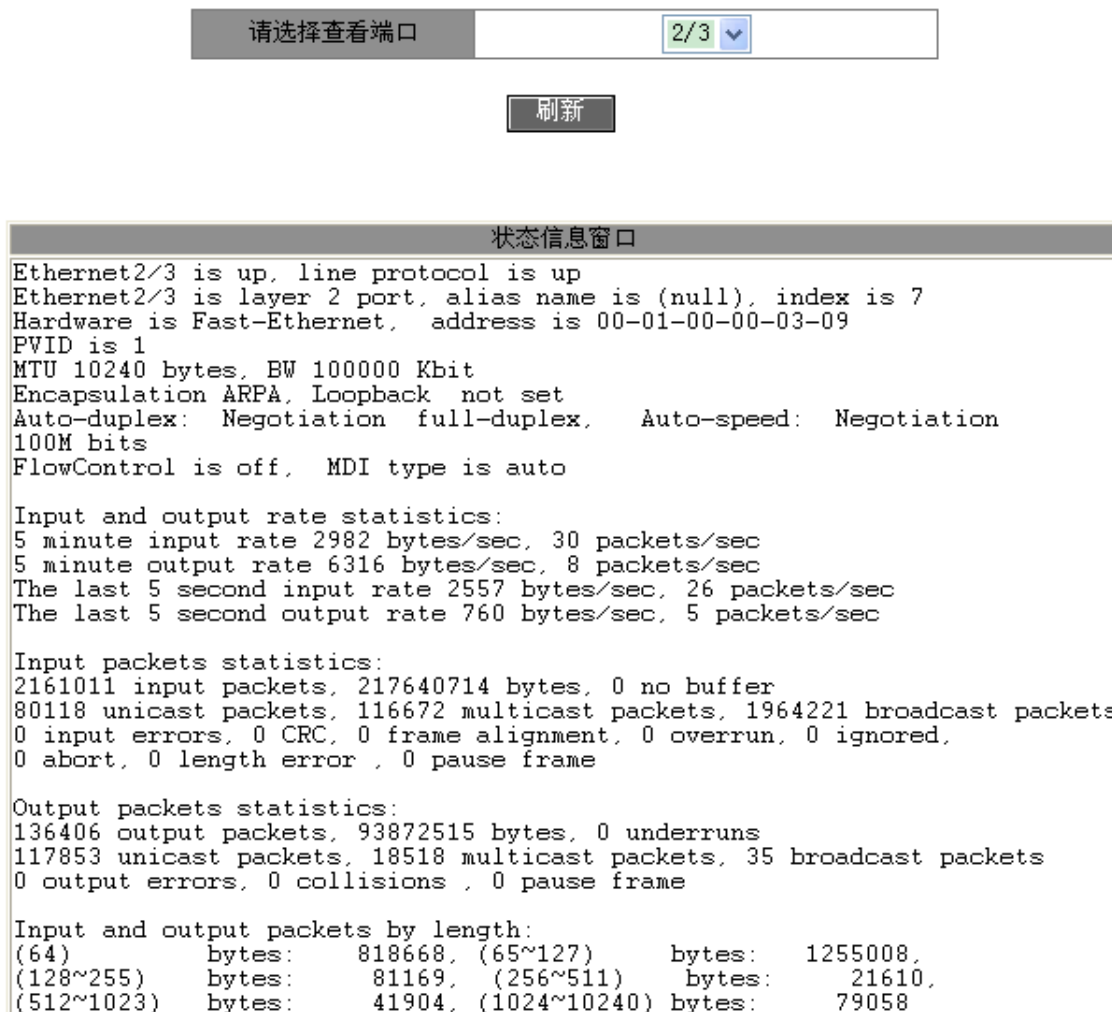 请选择查看端口 2/3
刷新
状态信息窗口
Ethernet2/3 is up, line protocol is up
Ethernet2/3 is layer 2 port, alias name is (null), index is 7
Hardware is Fast-Ethernet,  address is 00-01-00-00-03-09
PVID is 1
MTU 10240 bytes, BW 100000 Kbit
Encapsulation ARPA, Loopback  not set
Auto-duplex:  Negotiation  full-duplex,   Auto-speed:  Negotiation
100M bits
FlowControl is off,  MDI type is auto
Input and output rate statistics:
5 minute input rate 2982 bytes/sec, 30 packets/sec
5 minute output rate 6316 bytes/sec, 8 packets/sec
The last 5 second input rate 2557 bytes/sec, 26 packets/sec
The last 5 second output rate 760 bytes/sec, 5 packets/sec
Input packets statistics:
2161011 input packets, 217640714 bytes, 0 no buffer
80118 unicast packets, 116672 multicast packets, 1964221 broadcast packets
0 input errors, 0 CRC, 0 frame alignment, 0 overrun, 0 ignored,
0 abort, 0 length error , 0 pause frame
Output packets statistics:
136406 output packets, 93872515 bytes, 0 underruns
117853 unicast packets, 18518 multicast packets, 35 broadcast packets
0 output errors, 0 collisions , 0 pause frame
Input and output packets by length:
(64)        bytes:    818668, (65~127)     bytes:   1255008,
(128~255)   bytes:     81169,  (256~511)    bytes:     21610,
(512~1023)  bytes:     41904, (1024~10240) bytes:     79058